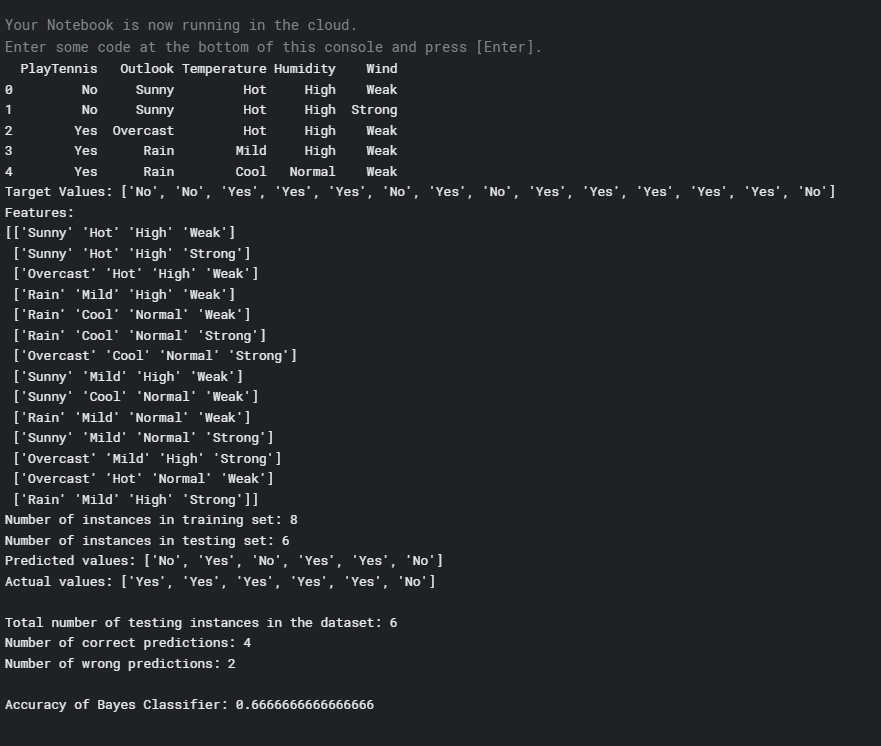 Your Notebook is now running in the cloud.
Enter some code at the bottom of this console and press [Enter].
  PlayTennis   Outlook Temperature Humidity    Wind
0         No     Sunny         Hot     High    Weak
1         No     Sunny         Hot     High  Strong
2        Yes  Overcast         Hot     High    Weak
3        Yes      Rain        Mild     High    Weak
4        Yes      Rain        Cool   Normal    Weak
Target Values: ['No', 'No', 'Yes', 'Yes', 'Yes', 'No', 'Yes', 'No', 'Yes', 'Yes', 'Yes', 'Yes', 'Yes', 'No']
Features:
[['Sunny' 'Hot' 'High' 'Weak']
 ['Sunny' 'Hot' 'High' 'Strong']
 ['Overcast' 'Hot' 'High' 'Weak']
 ['Rain' 'Mild' 'High' 'Weak']
 ['Rain' 'Cool' 'Normal' 'Weak']
 ['Rain' 'Cool' 'Normal' 'Strong']
 ['Overcast' 'Cool' 'Normal' 'Strong']
 ['Sunny' 'Mild' 'High' 'Weak']
 ['Sunny' 'Cool' 'Normal' 'Weak']
 ['Rain' 'Mild' 'Normal' 'Weak']
 ['Sunny' 'Mild' 'Normal' 'Strong']
 ['Overcast' 'Mild' 'High' 'Strong']
 ['Overcast' 'Hot' 'Normal' 'Weak']
 ['Rain' 'Mild' 'High' 'Strong']]
Number of instances in training set: 8
Number of instances in testing set: 6
Predicted values: ['No', 'Yes', 'No', 'Yes', 'Yes', 'No']
Actual values: ['Yes', 'Yes', 'Yes', 'Yes', 'Yes', 'No']

Total number of testing instances in the dataset: 6
Number of correct predictions: 4
Number of wrong predictions: 2

Accuracy of Bayes Classifier: 0.6666666666666666